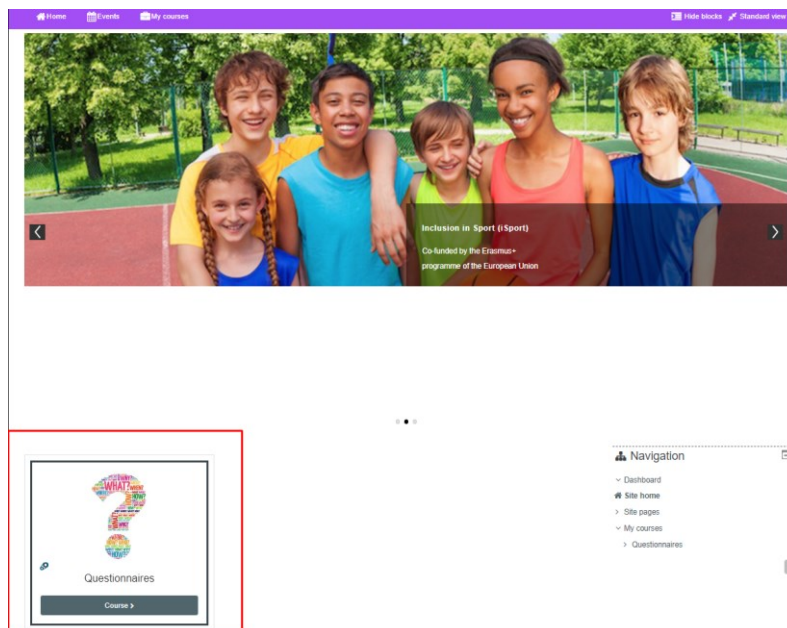 Home Events My courses Hide blocks Standard view
Inclusion in Sport (iSport)
Co-funded by the Erasmus+
programme of the European Union
WHAT?
Questionnaires
Course
Navigation
Dashboard
Site home
Site pages
My courses
Questionnaires